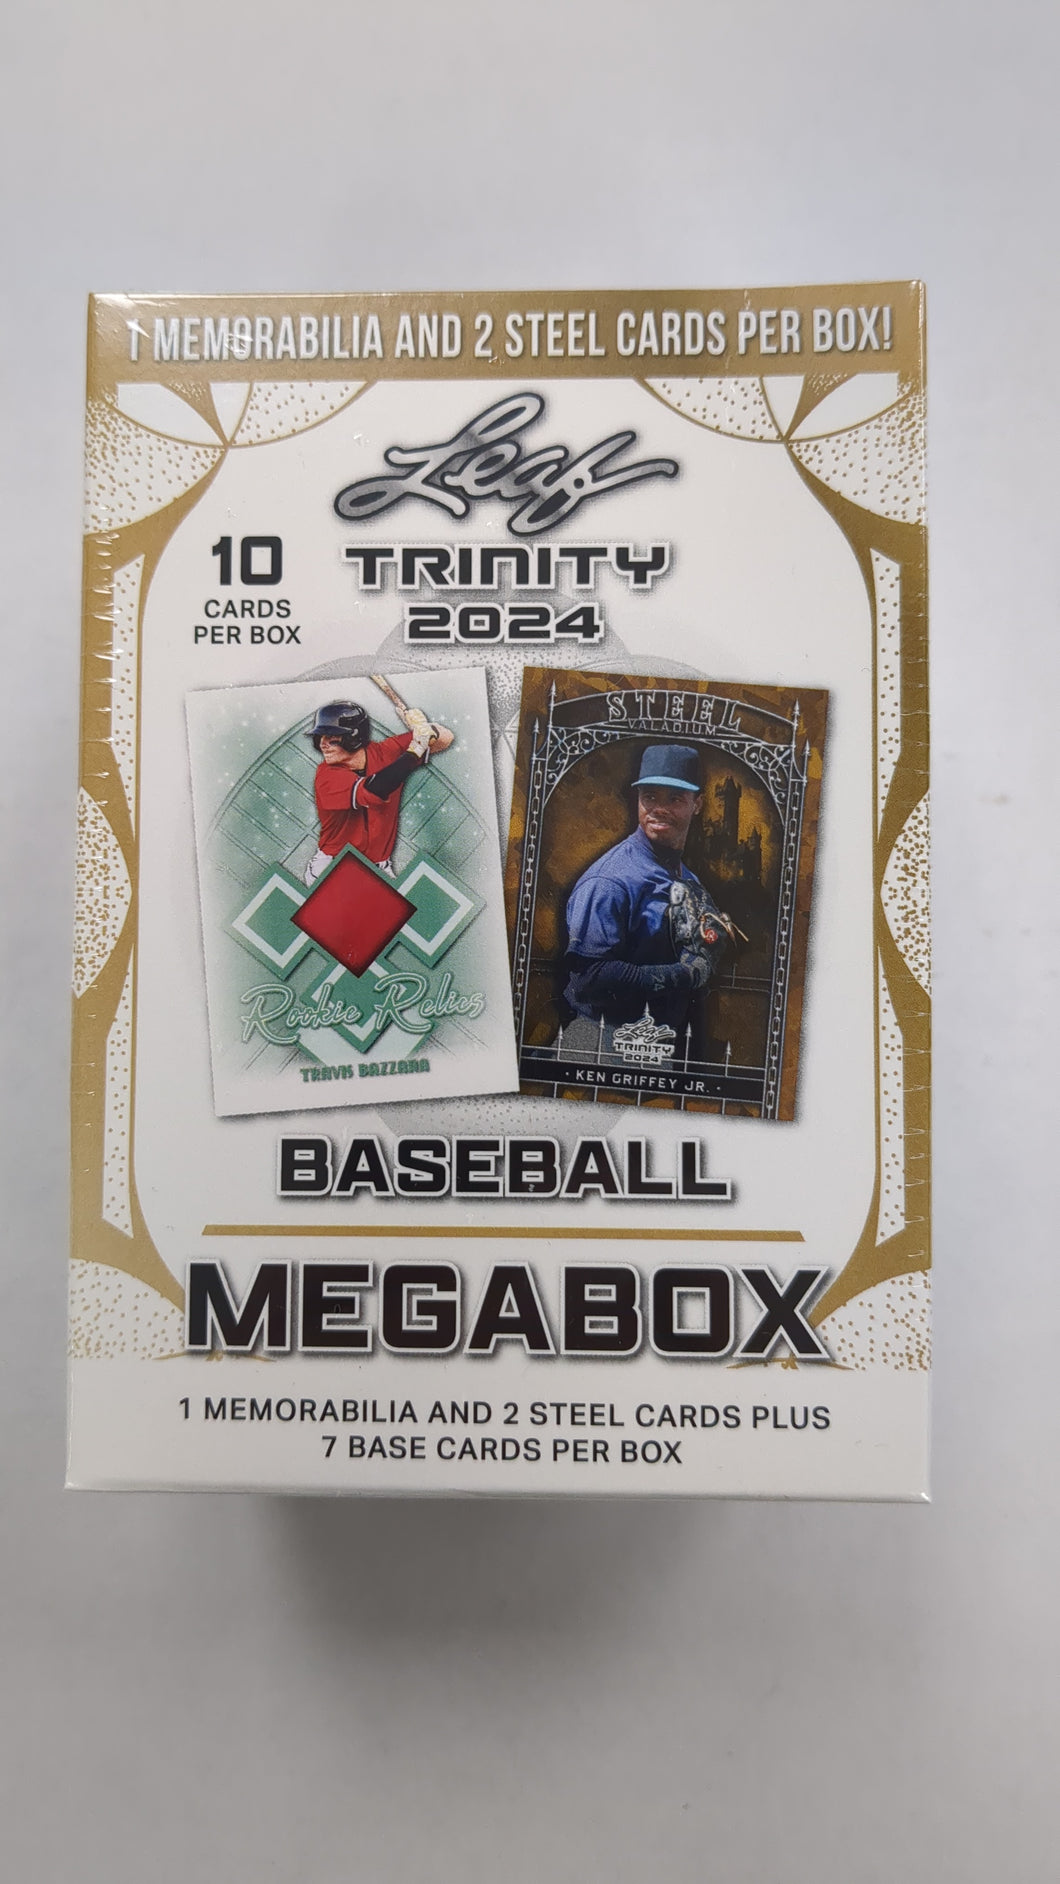 1 MEMORABILIA AND 2 STEEL CARDS PER BOX!
Leaf
TRINITY
2024
10
CARDS
PER BOX
Rookie Relics
TRAVIS BAZZANA
STEEL
VALADIUM
Leaf
TRINITY
2024
· KEN GRIFFEY JR. ·
BASEBALL
MEGABOX
1 MEMORABILIA AND 2 STEEL CARDS PLUS
7 BASE CARDS PER BOX